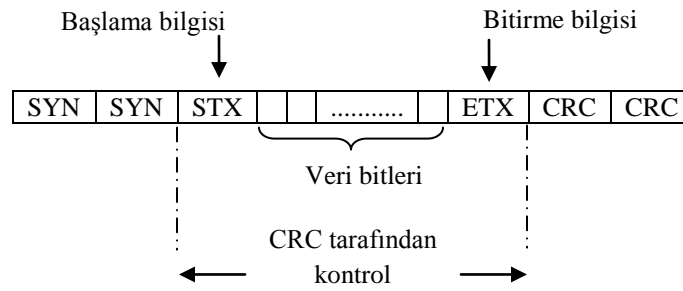 Başlama bilgisi
Bitirme bilgisi
SYN SYN STX ........... ETX CRC CRC
Veri bitleri
CRC tarafından
kontrol